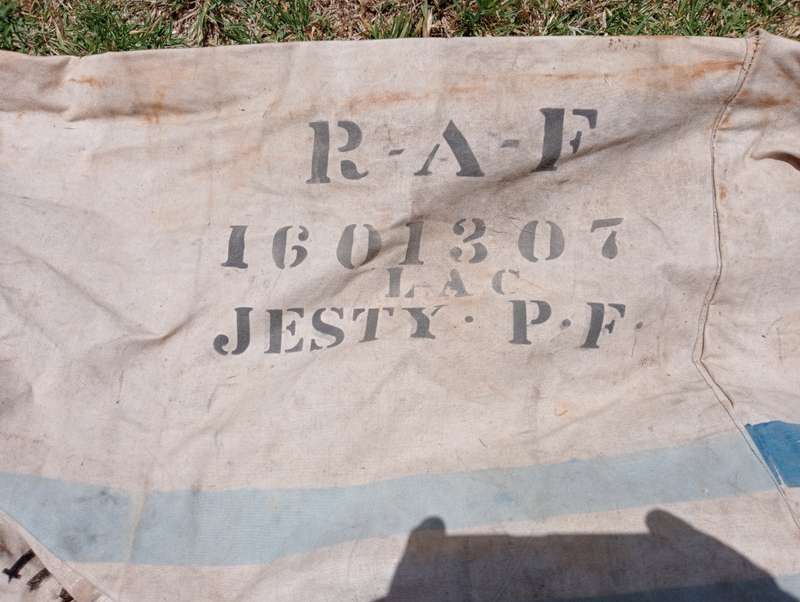 R-A-F
1601307
L-A C
JESTY· P·F·